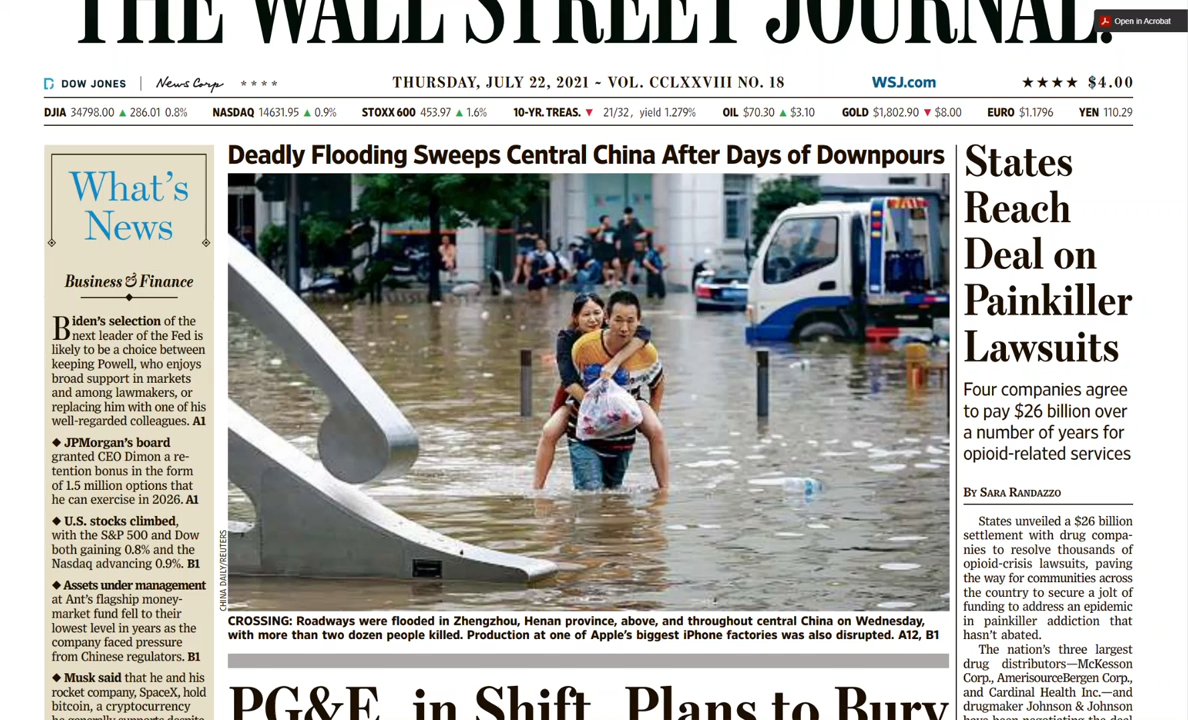 THE WALL STREET JOURNAL.
Open in Acrobat
DOW JONES | News Corp ****
THURSDAY, JULY 22, 2021 ~ VOL. CCLXXVIII NO. 18
WSJ.com
★★★★ $4.00
DJIA 34798.00 ▲ 286.01 0.8% NASDAQ 14631.95 ▲ 0.9% STOXX 600 453.97 ▲ 1.6% 10-YR. TREAS. ▼ 21/32, yield 1.279% OIL $70.30 ▲ $3.10 GOLD $1,802.90 ▼ $8.00 EURO $1.1796 YEN 110.29
What's
News
Business & Finance
Biden's selection of the
next leader of the Fed is
likely to be a choice between
keeping Powell, who enjoys
broad support in markets
and among lawmakers, or
replacing him with one of his
well-regarded colleagues. A1
◆ JPMorgan's board
granted CEO Dimon a re-
tention bonus in the form
of 1.5 million options that
he can exercise in 2026. A1
◆ U.S. stocks climbed,
with the S&P 500 and Dow
both gaining 0.8% and the
Nasdaq advancing 0.9%. B1
◆ Assets under management
at Ant's flagship money-
market fund fell to their
lowest level in years as the
company faced pressure
from Chinese regulators. B1
◆ Musk said that he and his
rocket company, SpaceX, hold
bitcoin, a cryptocurrency
he generally supports despite
Deadly Flooding Sweeps Central China After Days of Downpours
CHINA DAILY/REUTERS
CROSSING: Roadways were flooded in Zhengzhou, Henan province, above, and throughout central China on Wednesday,
with more than two dozen people killed. Production at one of Apple's biggest iPhone factories was also disrupted. A12, B1
PG&E, in Shift, Plans to Bury
States
Reach
Deal on
Painkiller
Lawsuits
Four companies agree
to pay $26 billion over
a number of years for
opioid-related services
BY SARA RANDAZZO
States unveiled a $26 billion
settlement with drug compa-
nies to resolve thousands of
opioid-crisis lawsuits, paving
the way for communities across
the country to secure a jolt of
funding to address an epidemic
in painkiller addiction that
hasn't abated.
The nation's three largest
drug distributors—McKesson
Corp., AmerisourceBergen Corp.,
and Cardinal Health Inc.—and
drugmaker Johnson & Johnson
have been negotiating the deal